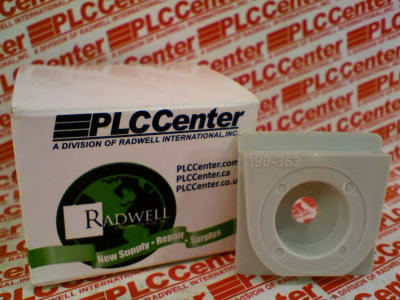 PLCCenter
A DIVISION OF RADWELL INTERNATIONAL, INC.
PLCCenter.com
PLCCenter.ca
PLCCenter.co.u
RADWELL
New Supply • Repair • Surplus
190-353